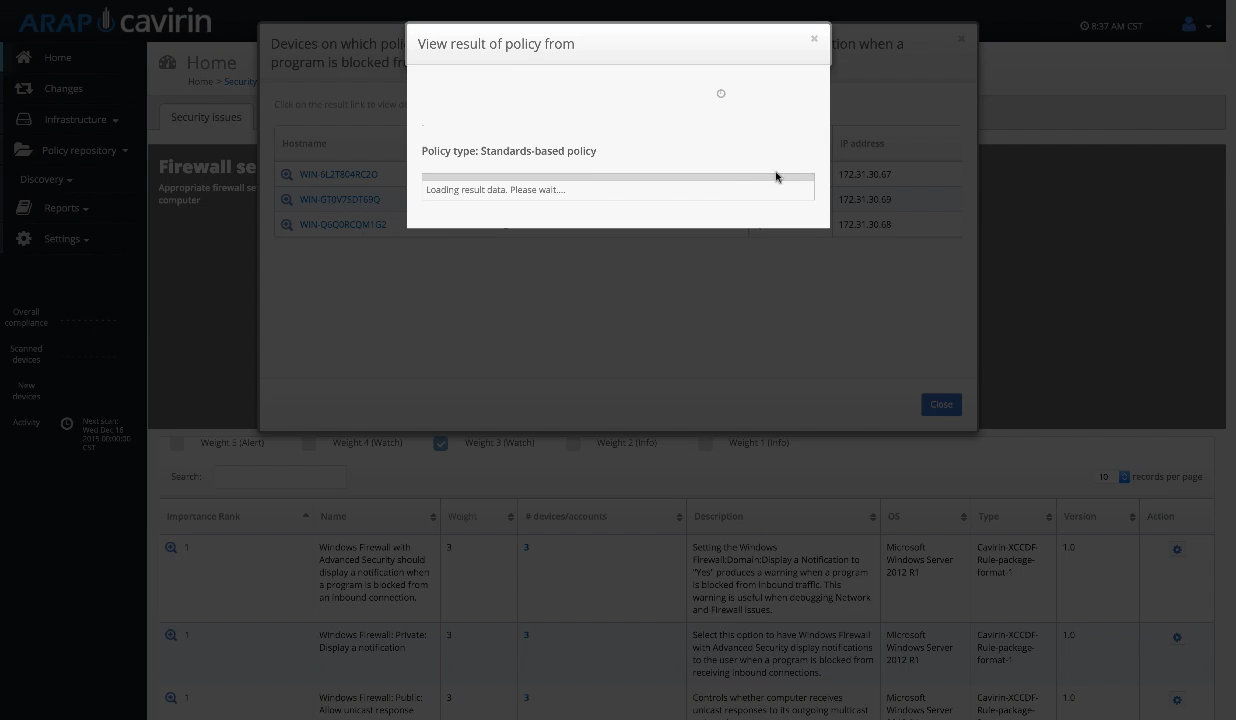 ARAP cavirin
8:37 AM CST
Home
Changes
Infrastructure
Policy repository
Discovery
Reports
Settings
Overall
compliance
Scanned
devices
New
devices
Activity
Next scan:
Wed Dec 16
2015 00:00:00
CST
Home
Home > Security
Security issues
Firewall se
Appropriate firewall se
computer
Devices on which poli
tion when a
program is blocked fr
Click on the result link to view de
Hostname
IP address
WIN-6L2T804RC2O
172.31.30.67
WIN-GT0V75DT69Q
172.31.30.69
WIN-Q6Q0RCQM1G2
172.31.30.68
Close
View result of policy from
×
Policy type: Standards-based policy
Loading result data. Please wait....
Weight 5 (Alert)
Weight 4 (Watch)
Weight 3 (Watch)
Weight 2 (Info)
Weight 1 (Info)
Search:
10 records per page
Importance Rank
Name
Weight
# devices/accounts
Description
OS
Type
Version
Action
1
Windows Firewall with
Advanced Security should
display a notification when
a program is blocked from
an inbound connection.
3
3
Setting the Windows
Firewall:Domain:Display a Notification to
"Yes" produces a warning when a program
is blocked from inbound traffic. This
warning is useful when debugging Network
and Firewall issues.
Microsoft
Windows Server
2012 R1
Cavirin-XCCDF-
Rule-package-
format-1
1.0
1
Windows Firewall: Private:
Display a notification
3
3
Select this option to have Windows Firewall
with Advanced Security display notifications
to the user when a program is blocked from
receiving inbound connections.
Microsoft
Windows Server
2012 R1
Cavirin-XCCDF-
Rule-package-
format-1
1.0
1
Windows Firewall: Public:
Allow unicast response
3
3
Controls whether computer receives
unicast responses to its outgoing multicast
Microsoft
Windows Server
Cavirin-XCCDF-
Rule-package-
1.0